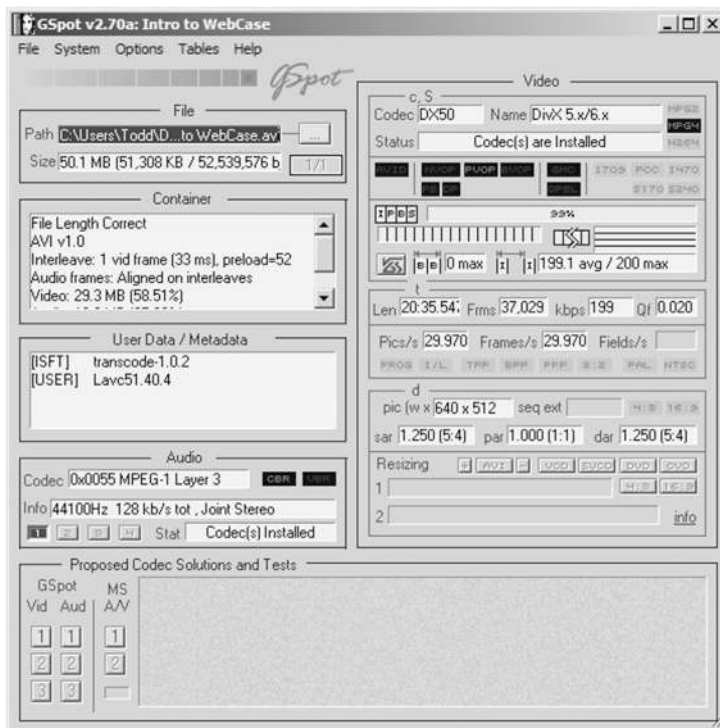 GSpot v2.70a: Intro to WebCase
File System Options Tables Help
GSpot
File
Path C:\Users\Todd\D...to WebCase.av
...
Size 50.1 MB (51,308 KB / 52,539,576 b
1/1
Container
File Length Correct
AVI v1.0
Interleave: 1 vid frame (33 ms), preload=52
Audio frames: Aligned on interleaves
Video: 29.3 MB (58.51%)
User Data / Metadata
[ISFT] transcode-1.0.2
[USER] Lavc51.40.4
Audio
Codec 0x0055 MPEG-1 Layer 3 CBR VBR
Info 44100Hz 128 kb/s tot , Joint Stereo
1 2 3 4 Stat Codec(s) Installed
Video
c, S
Codec DX50 Name DivX 5.x/6.x
MPG2
MPG4
H264
Status Codec(s) are Installed
NVOP PVOP BVOP GMC I709 FCC I470
QPEL S170 S240
I P B S 99%
B B 0 max I I 199.1 avg / 200 max
t
Len 20:35.54 Frms 37,029 kbps 199 Qf 0.020
Pics/s 29.970 Frames/s 29.970 Fields/s
PROG I/L TFF BFF PPF 3:2 PAL NTSC
d
pic (w x 640 x 512 seq ext 4:3 16:9
sar 1.250 (5:4) par 1.000 (1:1) dar 1.250 (5:4)
Resizing + AVI - VCD SVCD DVD OVD
1 4:3 16:9
2 info
Proposed Codec Solutions and Tests
GSpot MS
Vid Aud A/V
1 1 1
2 2 2
3 3